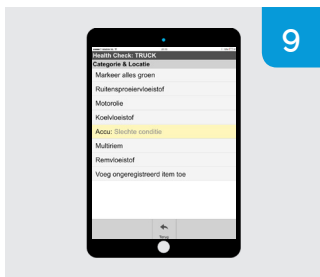 9
Health Check: TRUCK
Categorie & Locatie
Markeer alles groen
Ruitensproeiervloeistof
Motorolie
Koelvloeistof
Accu: Slechte conditie
Multiriem
Remvloeistof
Voeg ongeregistreerd item toe
Terug